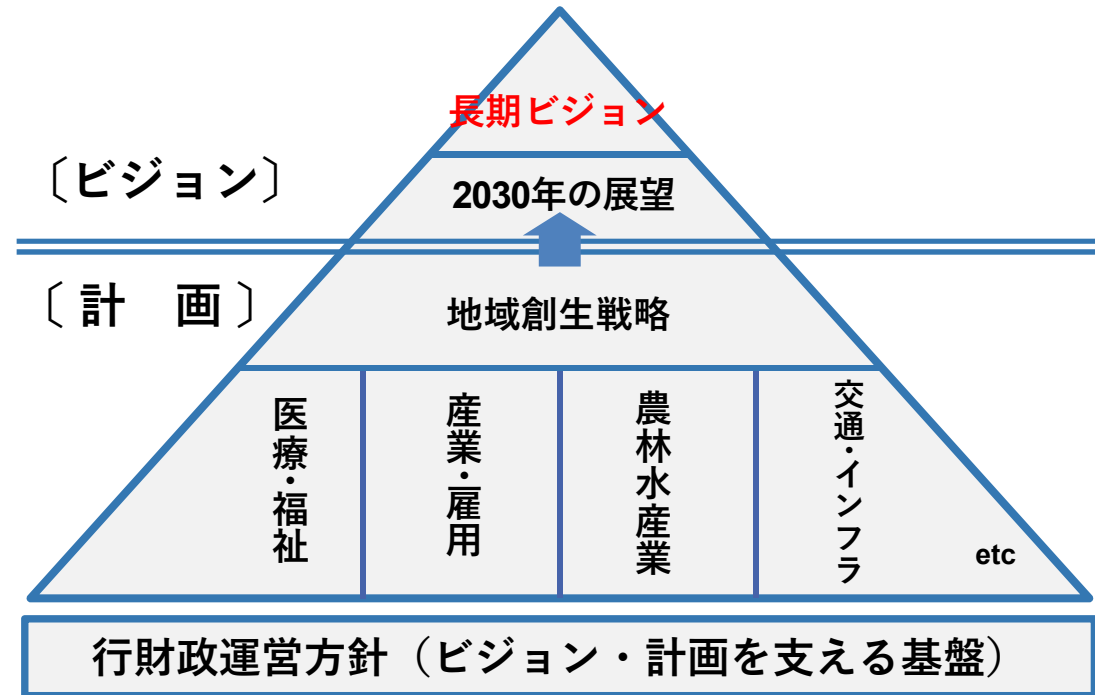 長期ビジョン
〔ビジョン〕
2030年の展望
〔計　画〕
地域創生戦略
医療・福祉
産業・雇用
農林水産業
交通・インフラ
etc
行財政運営方針（ビジョン・計画を支える基盤）